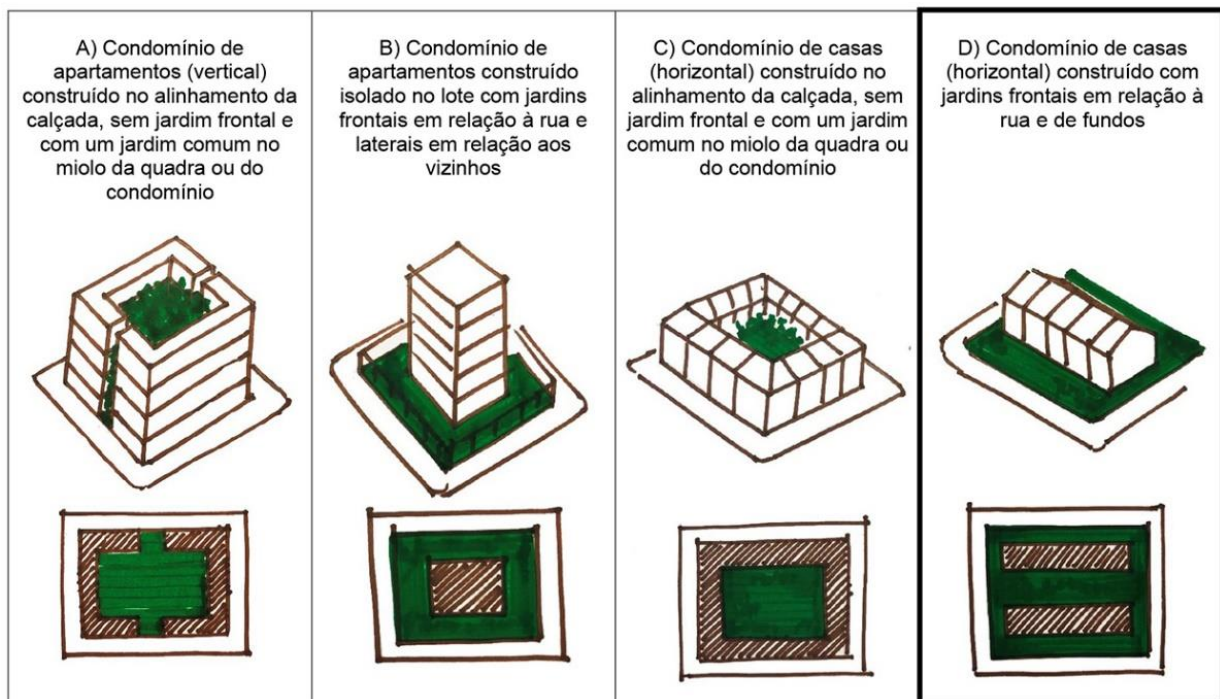 A) Condomínio de
apartamentos (vertical)
construído no alinhamento da
calçada, sem jardim frontal e
com um jardim comum no
miolo da quadra ou do
condomínio
B) Condomínio de
apartamentos construído
isolado no lote com jardins
frontais em relação à rua e
laterais em relação aos
vizinhos
C) Condomínio de casas
(horizontal) construído no
alinhamento da calçada, sem
jardim frontal e com um jardim
comum no miolo da quadra ou
do condomínio
D) Condomínio de casas
(horizontal) construído com
jardins frontais em relação à
rua e de fundos